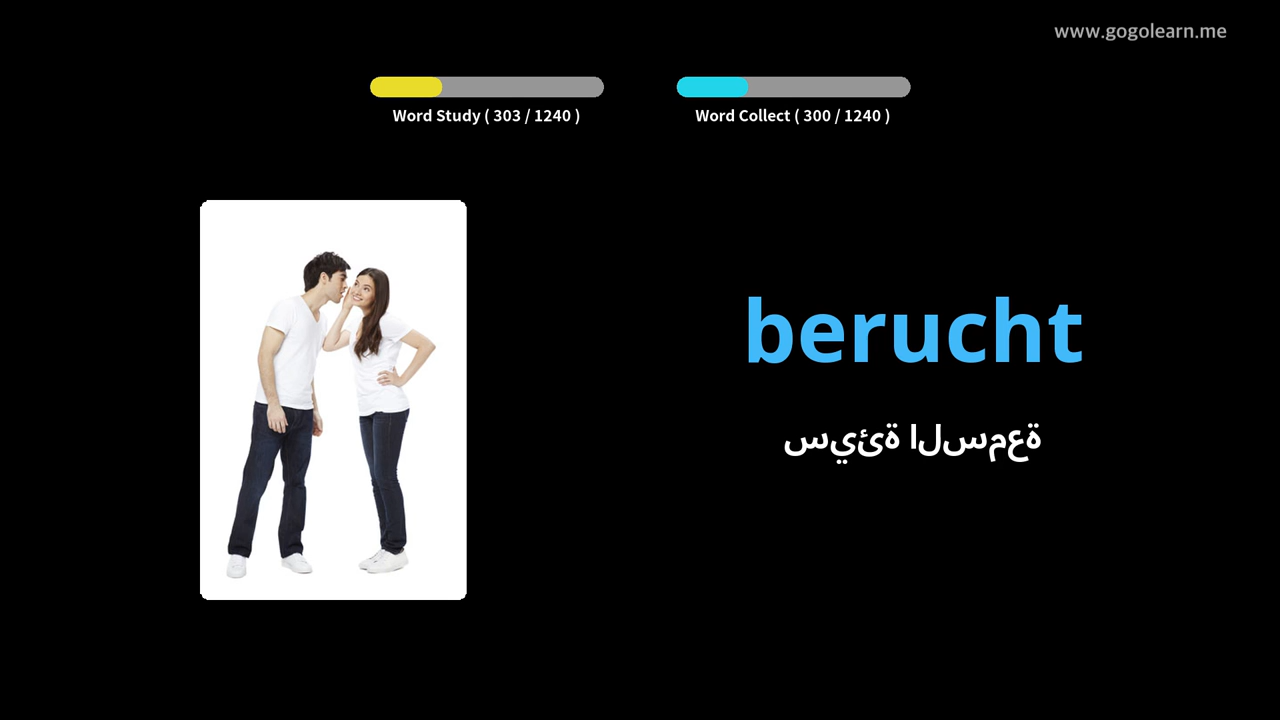 www.gogolearn.me
Word Study ( 303 / 1240 )
Word Collect ( 300 / 1240 )
berucht
سيئة السمعة